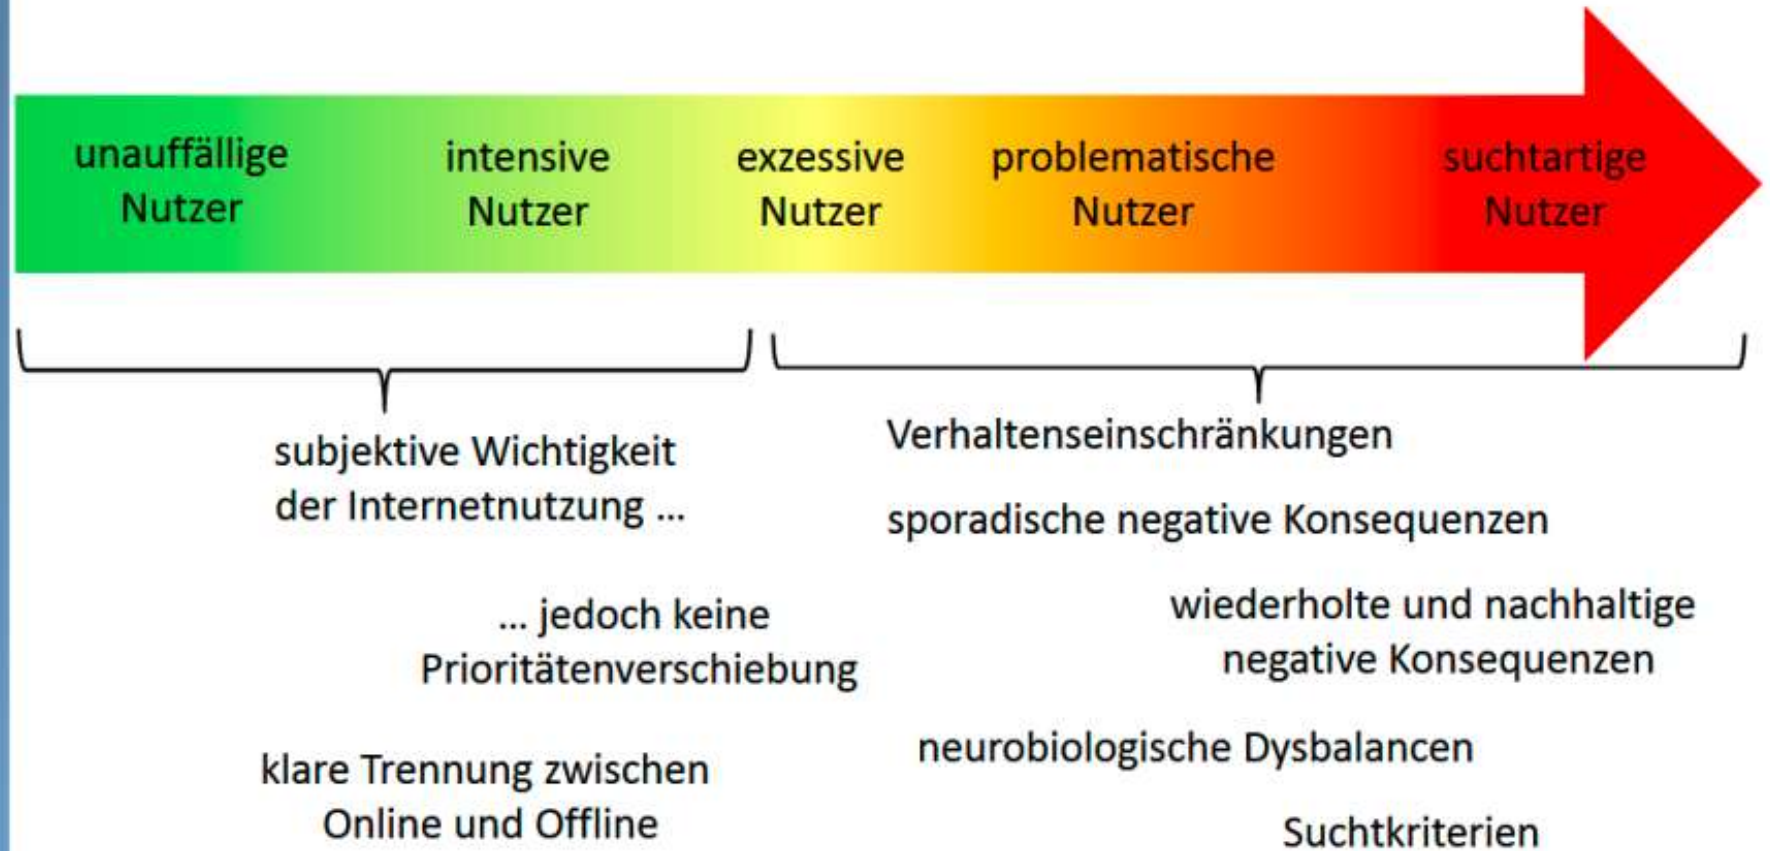 unauffällige
Nutzer
intensive
Nutzer
exzessive
Nutzer
problematische
Nutzer
suchtartige
Nutzer
subjektive Wichtigkeit
der Internetnutzung ...
... jedoch keine
Prioritätenverschiebung
klare Trennung zwischen
Online und Offline
Verhaltenseinschränkungen
sporadische negative Konsequenzen
wiederholte und nachhaltige
negative Konsequenzen
neurobiologische Dysbalancen
Suchtkriterien